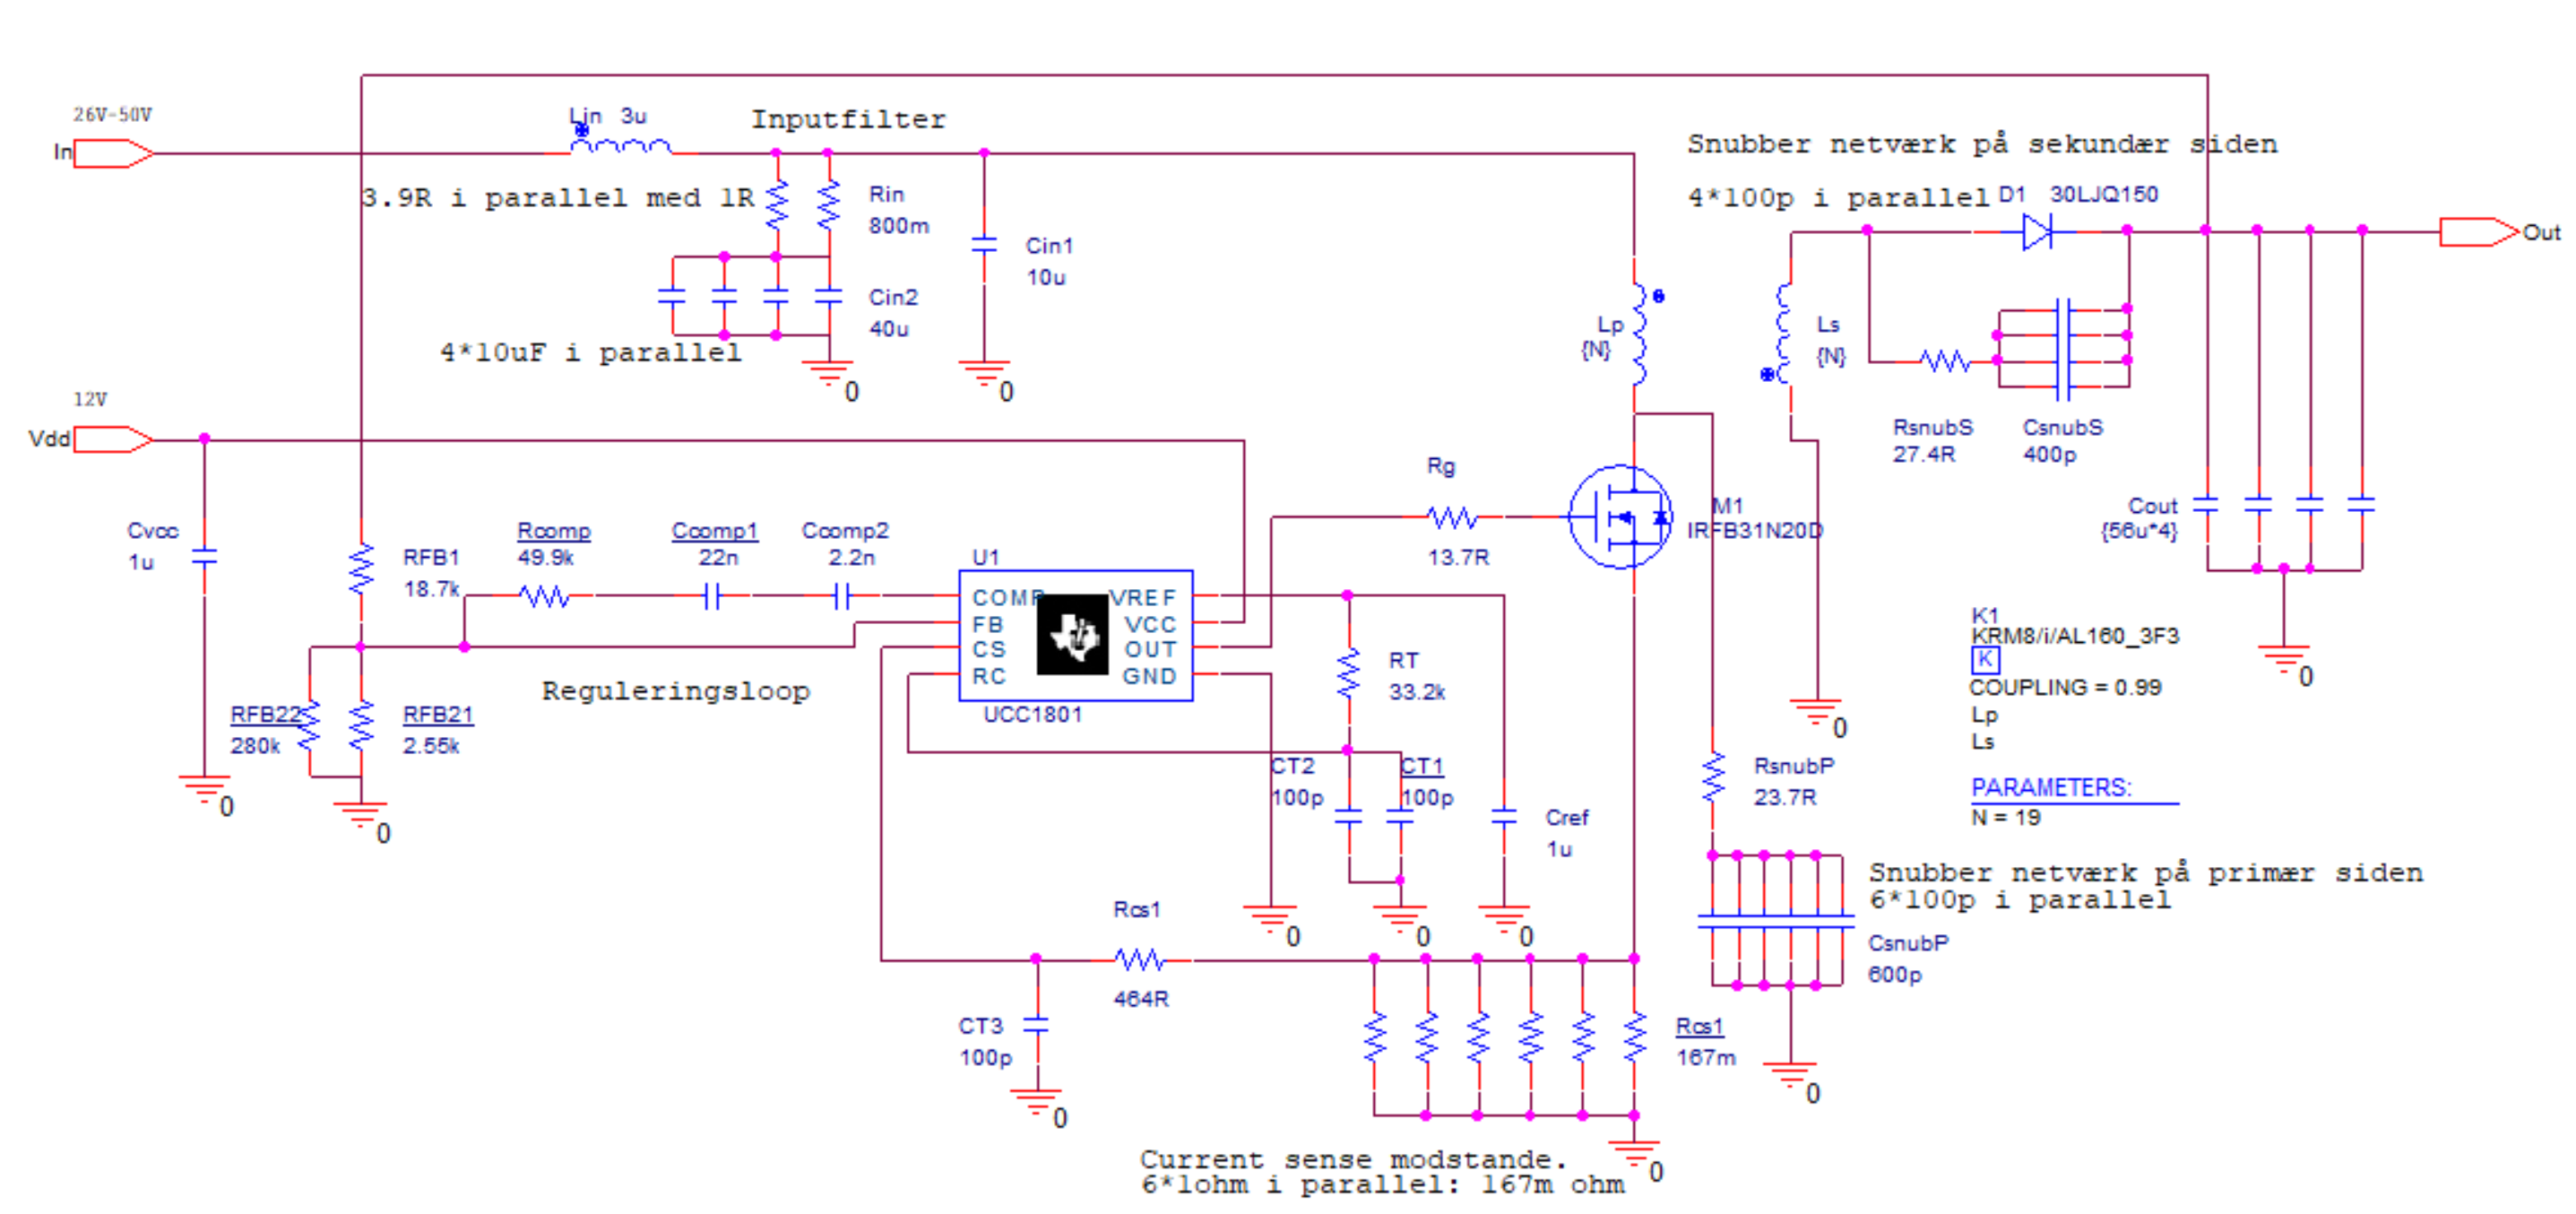 26V-50V
In
Lin 3u
Inputfilter
3.9R i parallel med 1R
Rin
800m
Cin1
10u
Cin2
40u
4*10uF i parallel
0
0
Snubber netværk på sekundær siden
4*100p i parallel
D1 30LJQ150
Out
Lp
{N}
Ls
{N}
RsnubS
27.4R
CsnubS
400p
12V
Vdd
Cvcc
1u
0
RFB1
18.7k
Rcomp
49.9k
Ccomp1
22n
Ccomp2
2.2n
U1
COMP
FB
CS
RC
VREF
VCC
OUT
GND
UCC1801
Reguleringsloop
RFB22
280k
RFB21
2.55k
0
Rg
13.7R
M1
IRFB31N20D
RT
33.2k
CT2
100p
CT1
100p
Cref
1u
0
0
0
Cout
{56u*4}
0
0
K1
KRM8/i/AL160_3F3
K
COUPLING = 0.99
Lp
Ls
PARAMETERS:
N = 19
RsnubP
23.7R
Snubber netværk på primær siden
6*100p i parallel
CsnubP
600p
0
Rcs1
464R
CT3
100p
0
Rcs1
167m
0
Current sense modstande.
6*1ohm i parallel: 167m ohm